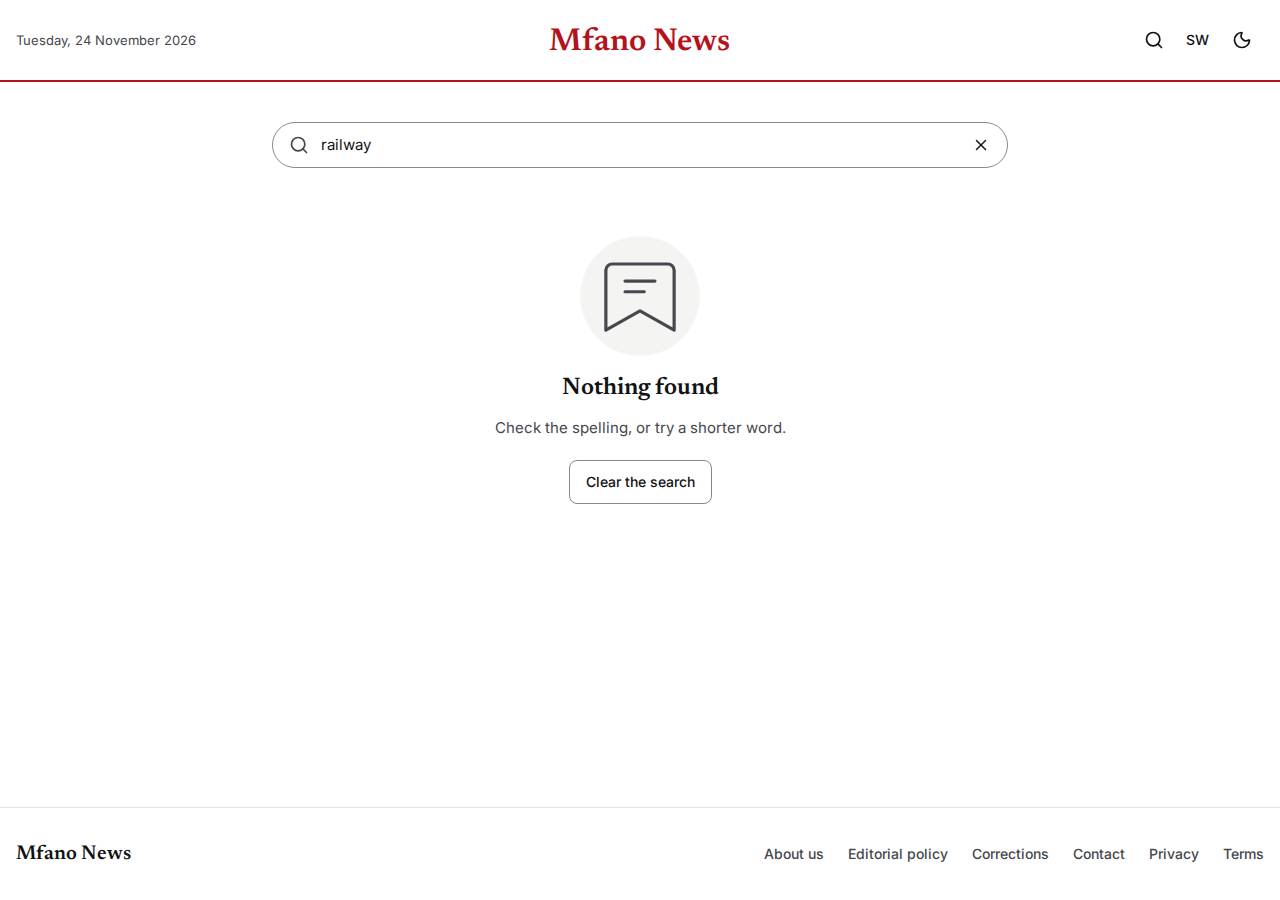 Tuesday, 24 November 2026
Mfano News
SW
railway
Nothing found
Check the spelling, or try a shorter word.
Clear the search
Mfano News
About us
Editorial policy
Corrections
Contact
Privacy
Terms